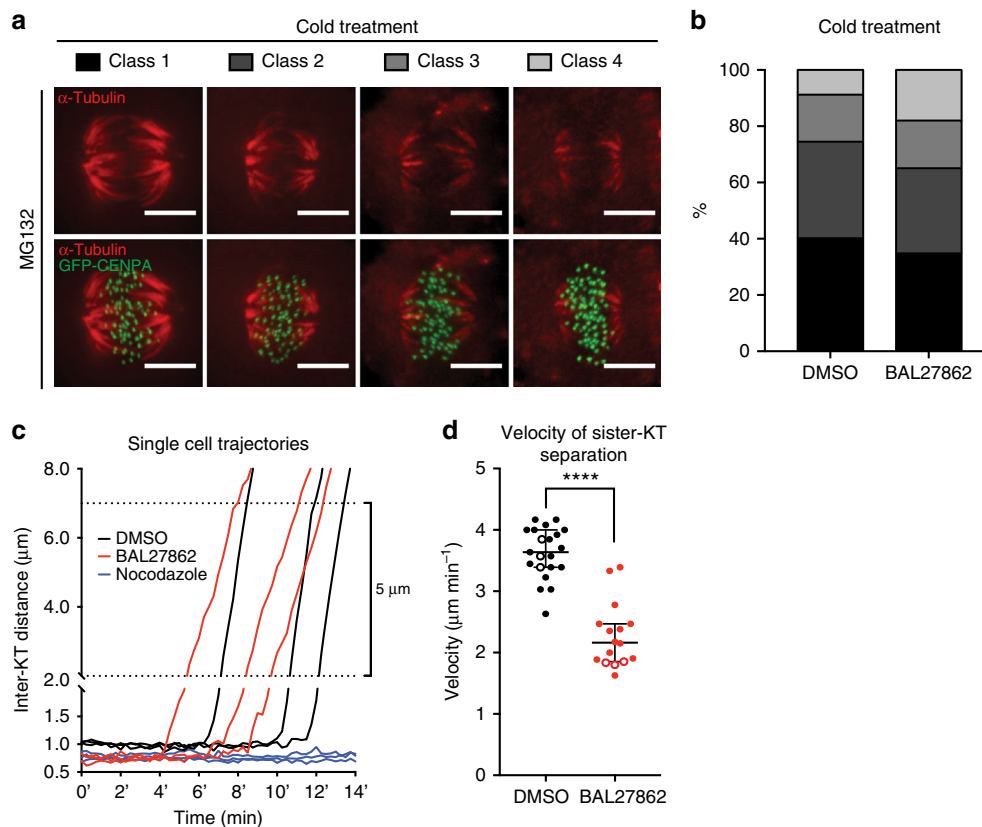 a
Cold treatment
Class 1 Class 2 Class 3 Class 4
MG132
α-Tubulin
α-Tubulin
GFP-CENPA
b
Cold treatment
%
100
80
60
40
20
0
DMSO BAL27862
c
Single cell trajectories
Inter-KT distance (μm)
8.0
6.0
4.0
2.0
1.5
1.0
0.5
DMSO
BAL27862
Nocodazole
5 μm
0' 2' 4' 6' 8' 10' 12' 14'
Time (min)
d
Velocity of sister-KT
separation
Velocity (μm min⁻¹)
5
4
3
2
1
0
****
DMSO BAL27862